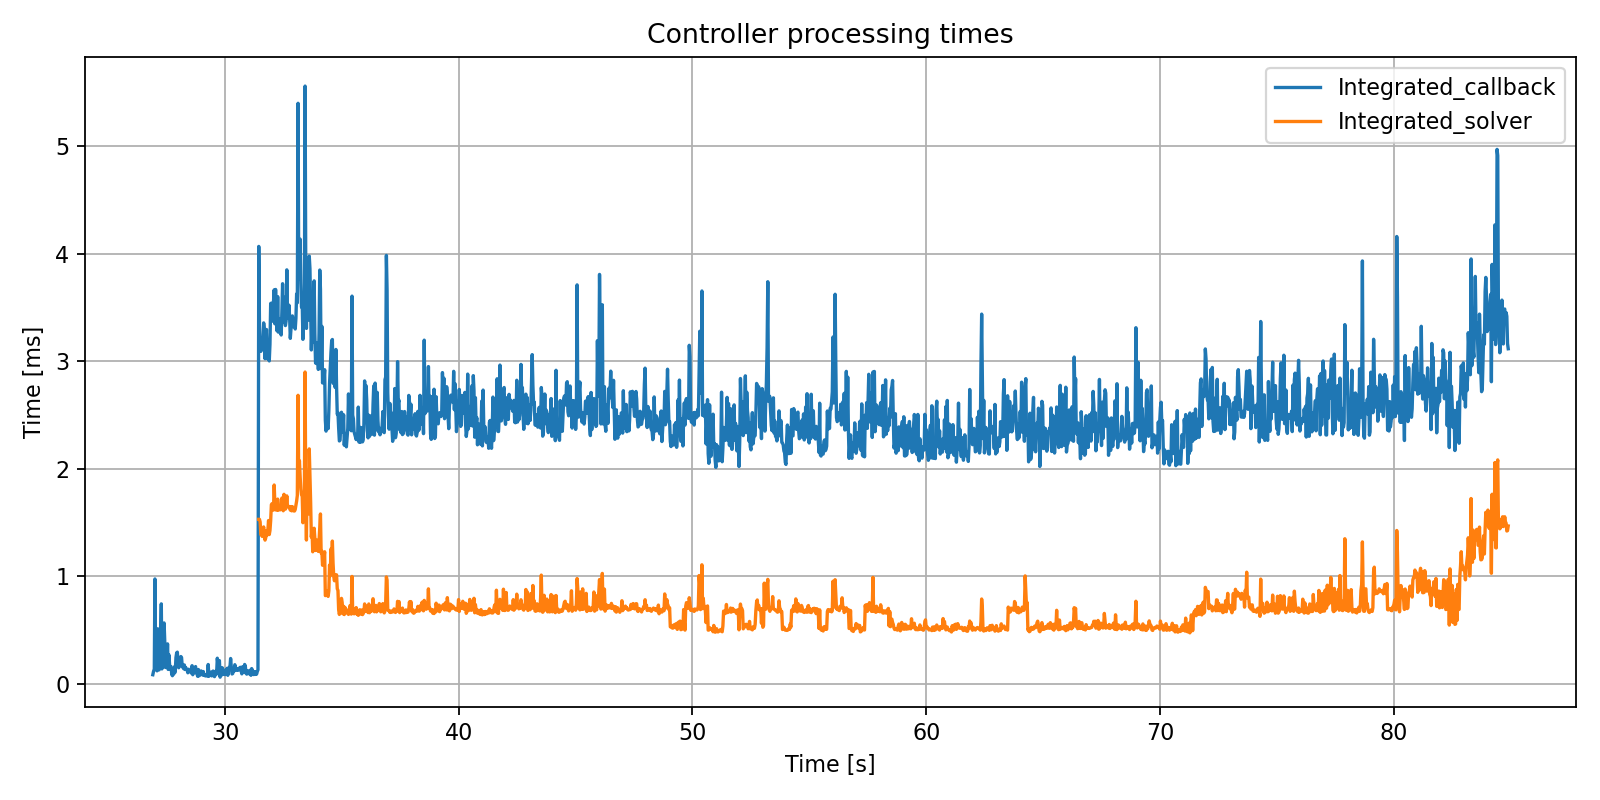 Controller processing times
Integrated_callback
Integrated_solver
Time [ms]
5
4
3
2
1
0
30 40 50 60 70 80
Time [s]